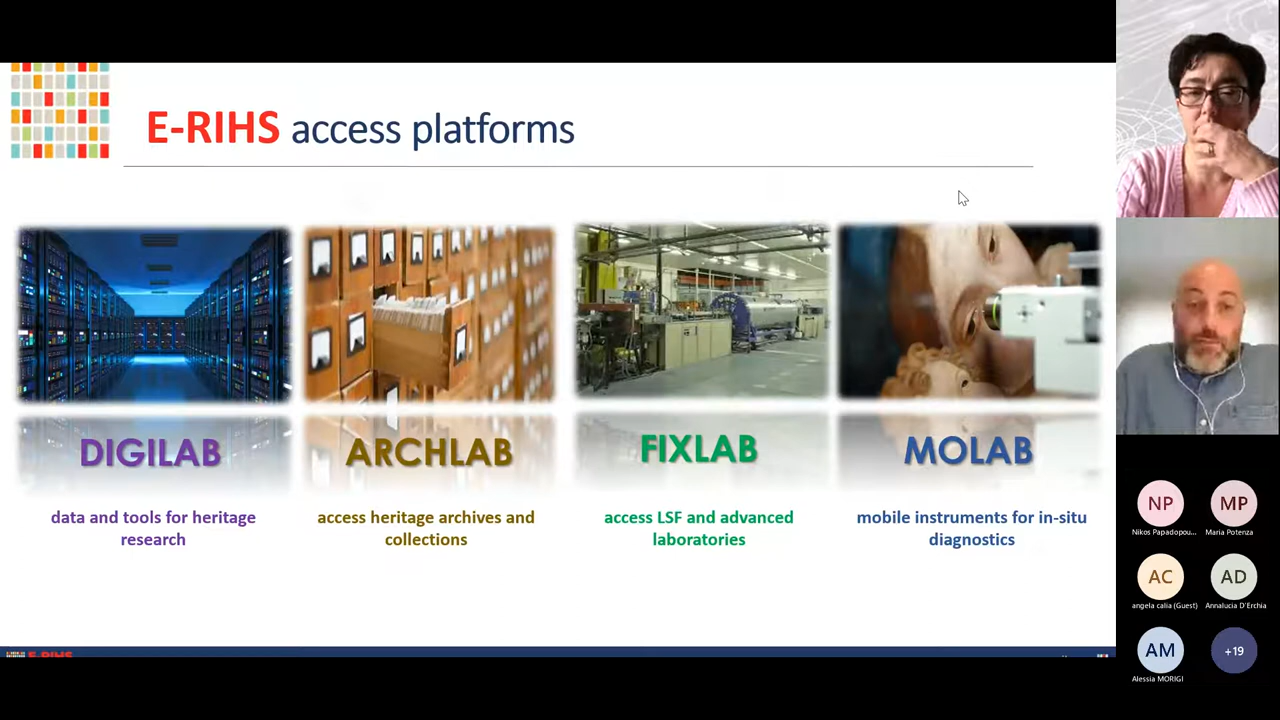 E-RIHS access platforms
DIGILAB
ARCHLAB
FIXLAB
MOLAB
data and tools for heritage
research
access heritage archives and
collections
access LSF and advanced
laboratories
mobile instruments for in-situ
diagnostics
E-RIHS
NP
MP
Nikos Papadopou...
Maria Potenza
AC
AD
angela calia (Guest)
Annalucia D'Erchia
AM
+19
Alessia MORIGI